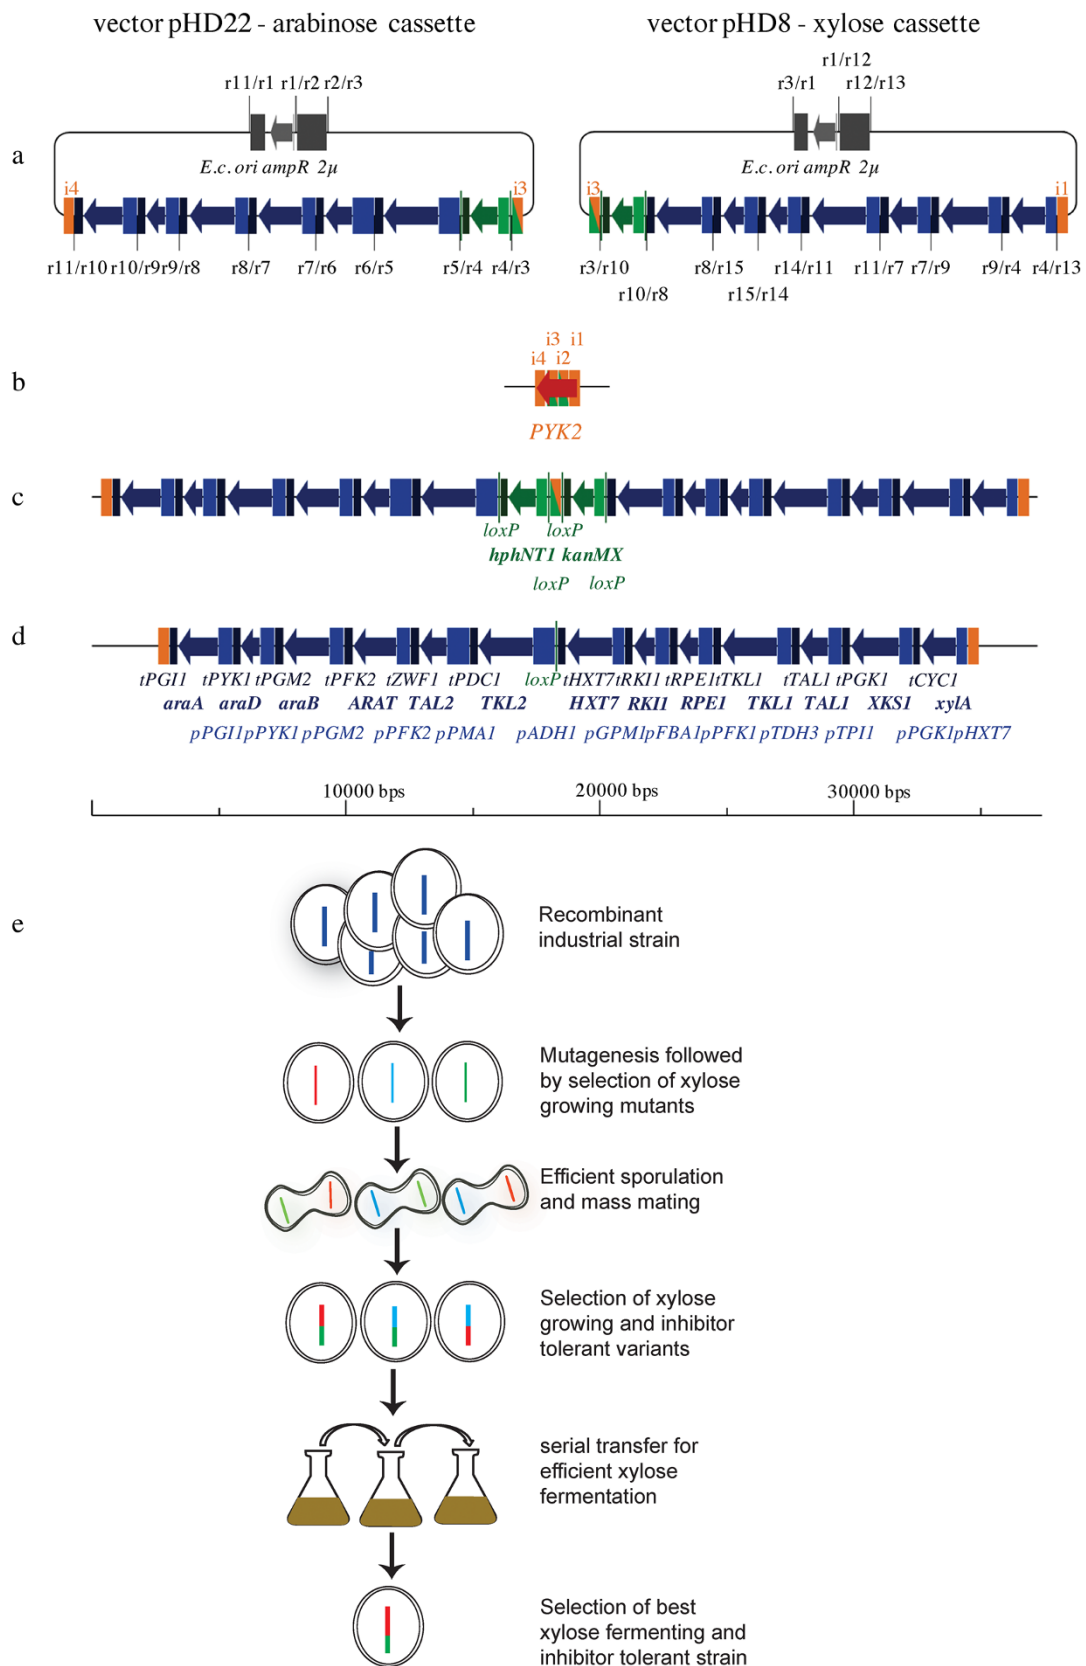 vector pHD22 - arabinose cassette
vector pHD8 - xylose cassette
a
r11/r1 r1/r2 r2/r3
E.c. ori ampR 2µ
i4
i3
r11/r10 r10/r9 r9/r8 r8/r7 r7/r6 r6/r5 r5/r4 r4/r3
r1/r12
r3/r1 r12/r13
E.c. ori ampR 2µ
i3
i1
r3/r10 r8/r15 r14/r11 r11/r7 r7/r9 r9/r4 r4/r13
r10/r8 r15/r14
b
i3 i1
i4 i2
PYK2
c
loxP loxP
hphNT1 kanMX
loxP loxP
d
tPGI1 tPYK1 tPGM2 tPFK2 tZWF1 tPDC1 loxP tHXT7 tRKI1 tRPE1 tTKL1 tTAL1 tPGK1 tCYC1
araA araD araB ARAT TAL2 TKL2 HXT7 RKI1 RPE1 TKL1 TAL1 XKS1 xylA
pPGI1 pPYK1 pPGM2 pPFK2 pPMA1 pADH1 pGPM1 pFBA1 pPFK1 pTDH3 pTPI1 pPGK1 pHXT7
10000 bps 20000 bps 30000 bps
e
Recombinant
industrial strain
Mutagenesis followed
by selection of xylose
growing mutants
Efficient sporulation
and mass mating
Selection of xylose
growing and inhibitor
tolerant variants
serial transfer for
efficient xylose
fermentation
Selection of best
xylose fermenting and
inhibitor tolerant strain